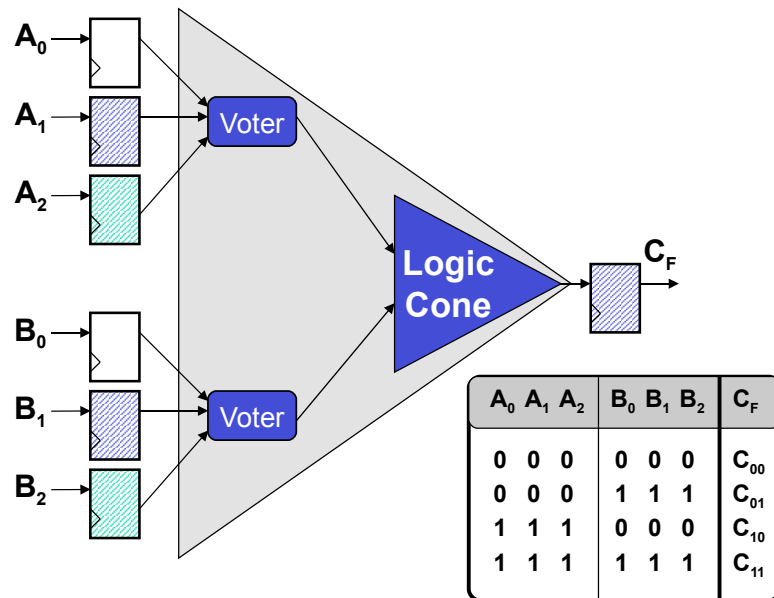 A₀
A₁
A₂
Voter
Logic
Cone
C_F
B₀
B₁
B₂
Voter
A₀ A₁ A₂ B₀ B₁ B₂ C_F
0 0 0 0 0 0 C₀₀
0 0 0 1 1 1 C₀₁
1 1 1 0 0 0 C₁₀
1 1 1 1 1 1 C₁₁